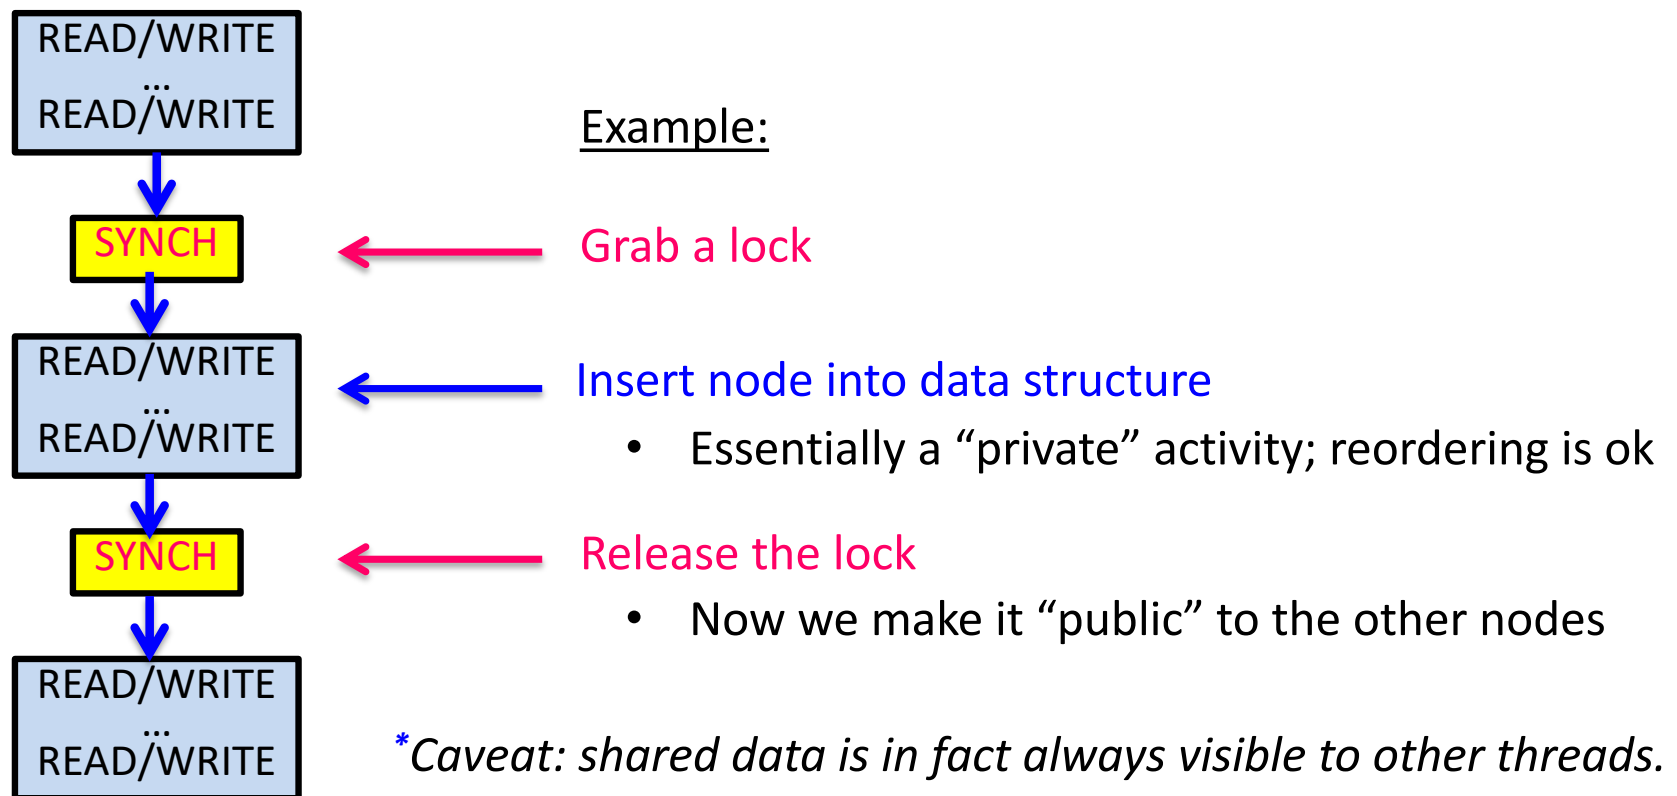 READ/WRITE
...
READ/WRITE
Example:
SYNCH
Grab a lock
READ/WRITE
...
READ/WRITE
Insert node into data structure
• Essentially a “private” activity; reordering is ok
SYNCH
Release the lock
• Now we make it “public” to the other nodes
READ/WRITE
...
READ/WRITE
*Caveat: shared data is in fact always visible to other threads.